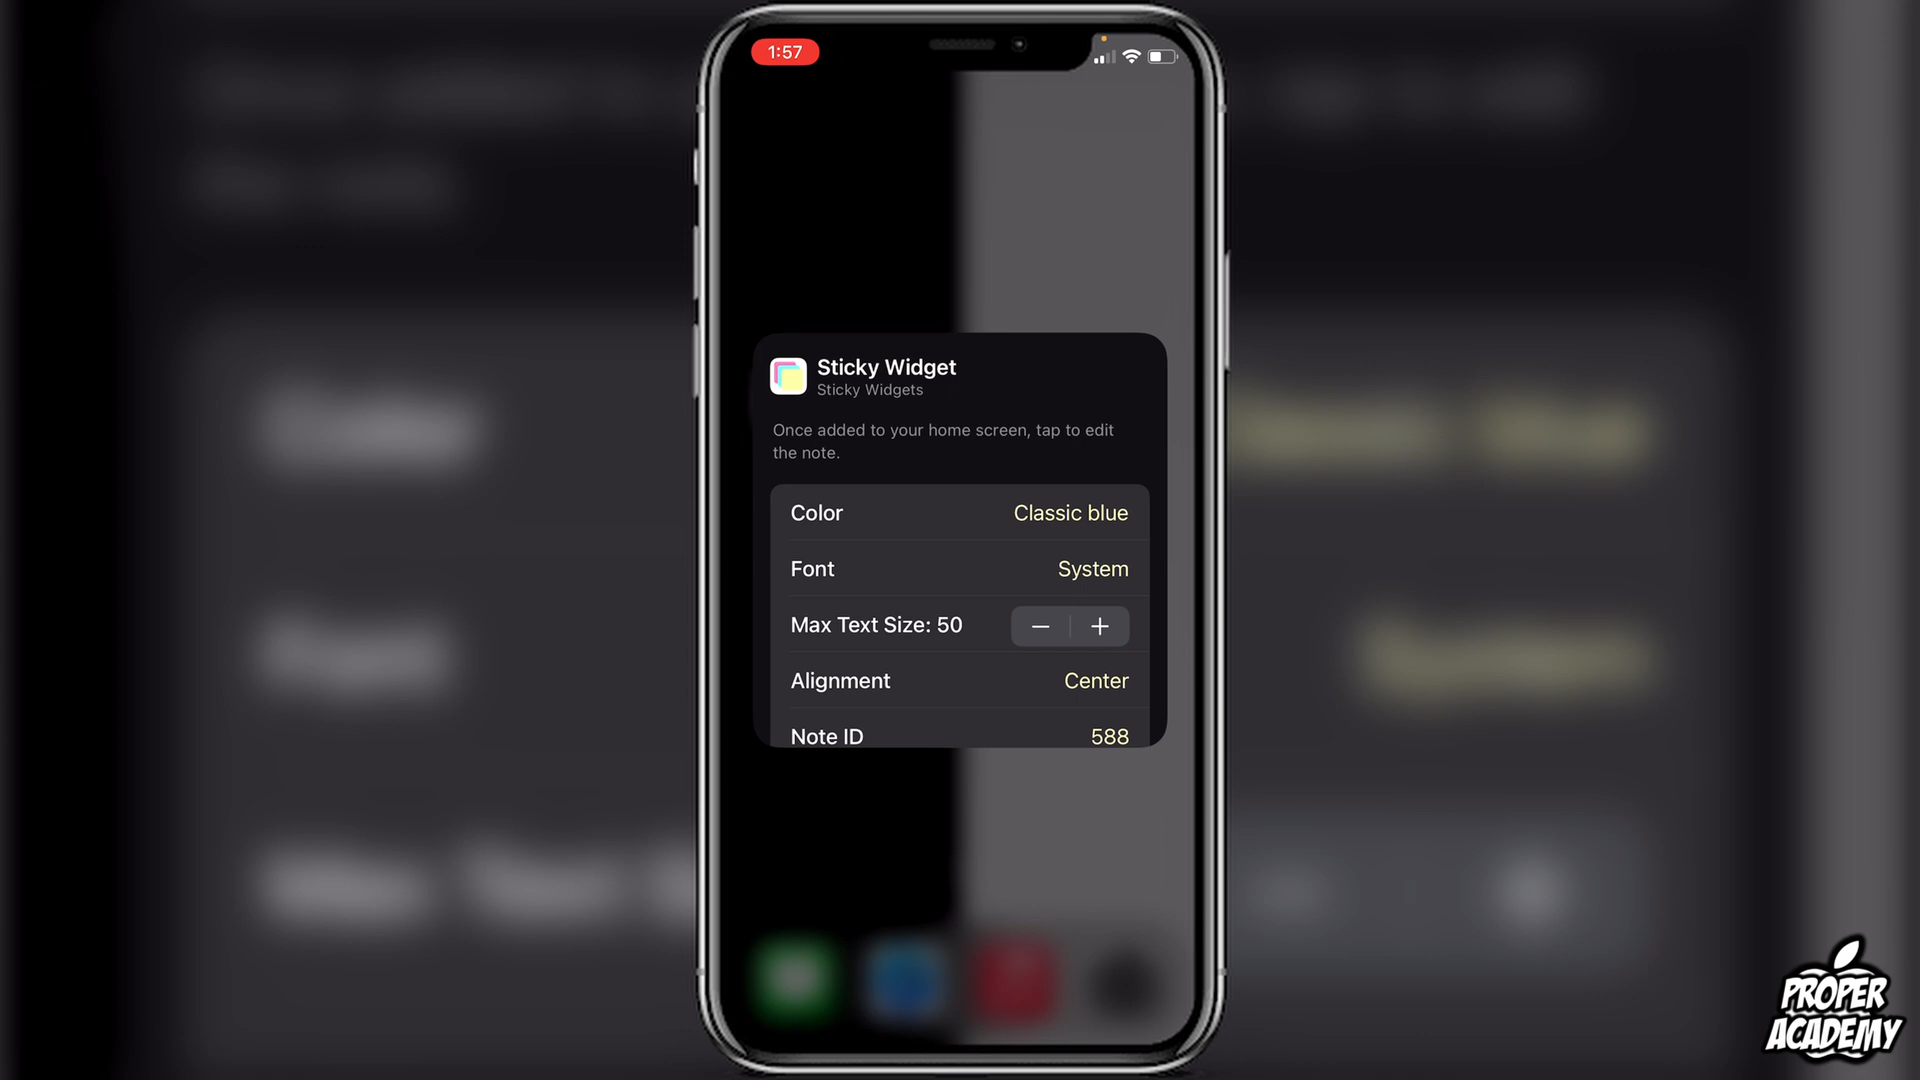 1:57
Sticky Widget
Sticky Widgets
Once added to your home screen, tap to edit
the note.
Color Classic blue
Font System
Max Text Size: 50 − +
Alignment Center
Note ID 588
PROPER
ACADEMY